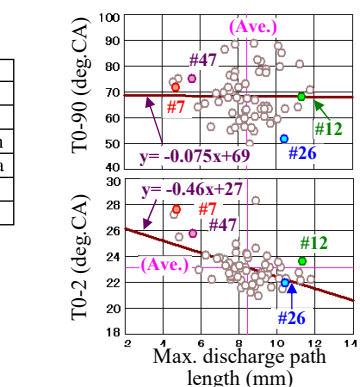 n
a
T0-90 (deg.CA)
100
90
80
70
60
50
40
(Ave.)
#47
#7
#12
#26
y= -0.075x+69
T0-2 (deg.CA)
30
28
26
24
22
20
18
y= -0.46x+27
#7
#47
#12
(Ave.)
#26
2 4 6 8 10 12 14
Max. discharge path
length (mm)